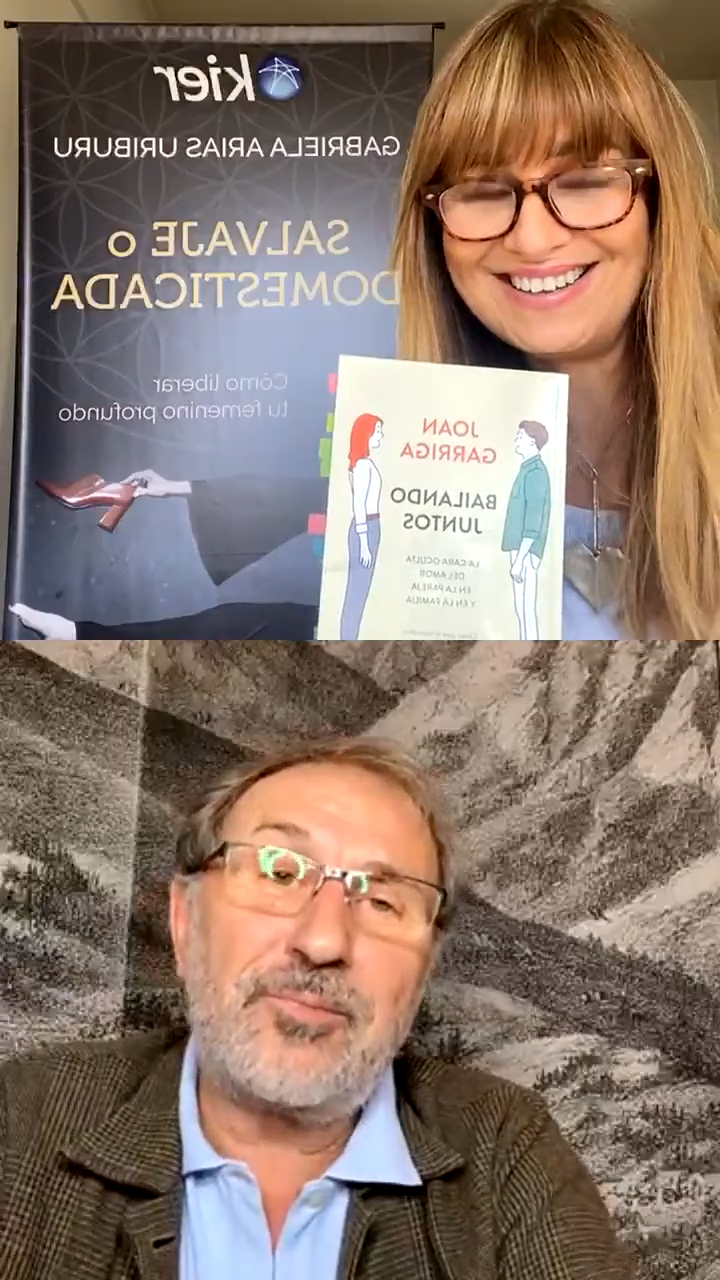 kier
GABRIELA ARIAS URIBURU
SALVAJE o
DOMESTICADA
Cómo liberar
tu femenino profundo
JOAN
GARRIGA
BAILANDO
JUNTOS
LA CARA OCULTA
DEL AMOR
EN LA PAREJA
Y EN LA FAMILIA